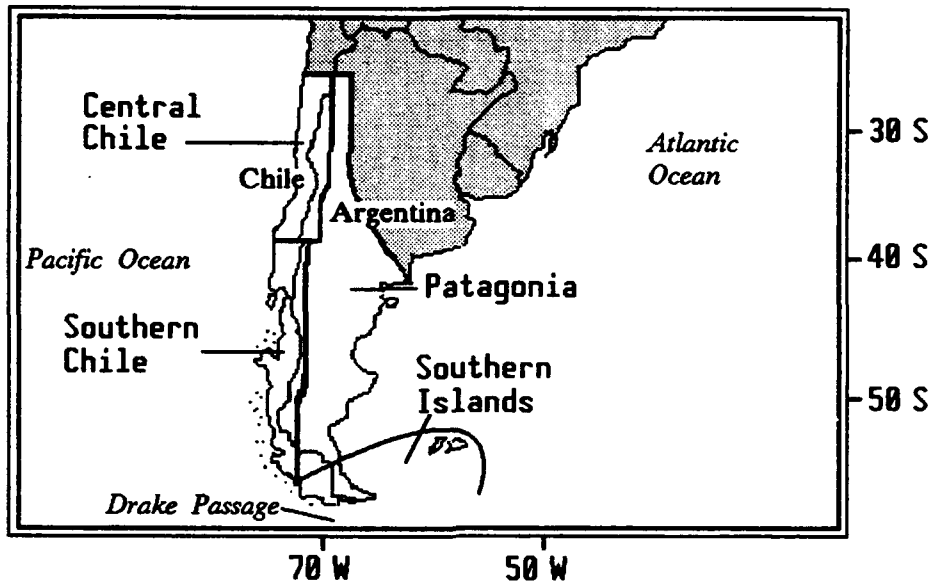 Central
Chile
30 S
Atlantic
Ocean
Chile
Argentina
Pacific Ocean
40 S
Patagonia
Southern
Chile
Southern
Islands
50 S
Drake Passage
70 W
50 W